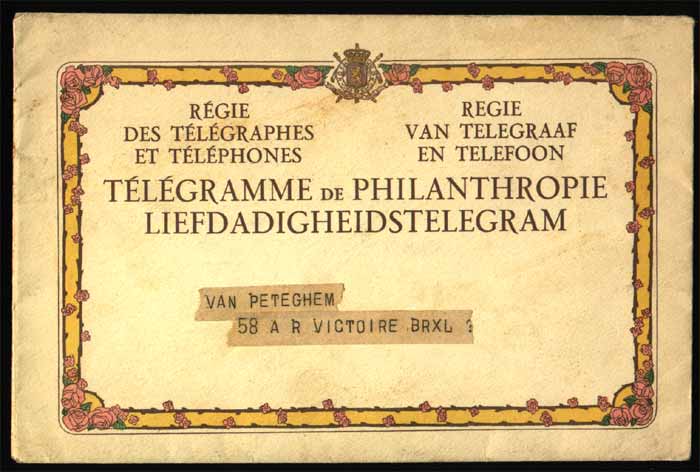 RÉGIE
DES TÉLÉGRAPHES
ET TÉLÉPHONES
REGIE
VAN TELEGRAAF
EN TELEFOON
TÉLÉGRAMME DE PHILANTHROPIE
LIEFDADIGHEIDSTELEGRAM
VAN PETEGHEM
58 A R VICTOIRE BRXL